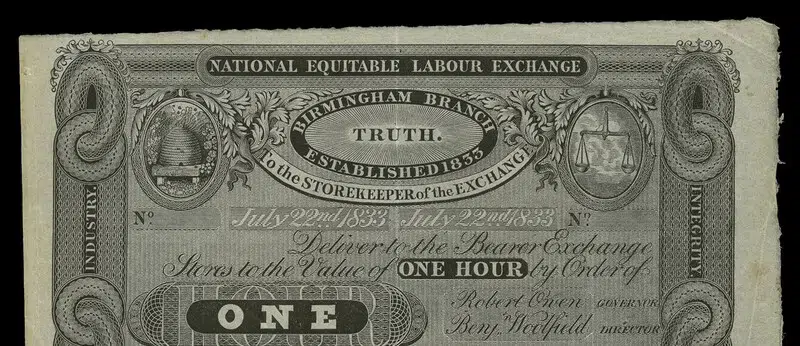 NATIONAL EQUITABLE LABOUR EXCHANGE
BIRMINGHAM BRANCH
TRUTH.
ESTABLISHED 1833
To the STOREKEEPER of the EXCHANGE
Nº July 22nd, 1833 July 22nd, 1833 Nº
Deliver to the Bearer Exchange
Stores to the Value of ONE HOUR by Order of
INDUSTRY
INTEGRITY
HOUR
ONE
Robert Owen GOVERNOR
Benjn Woolfield DIRECTOR